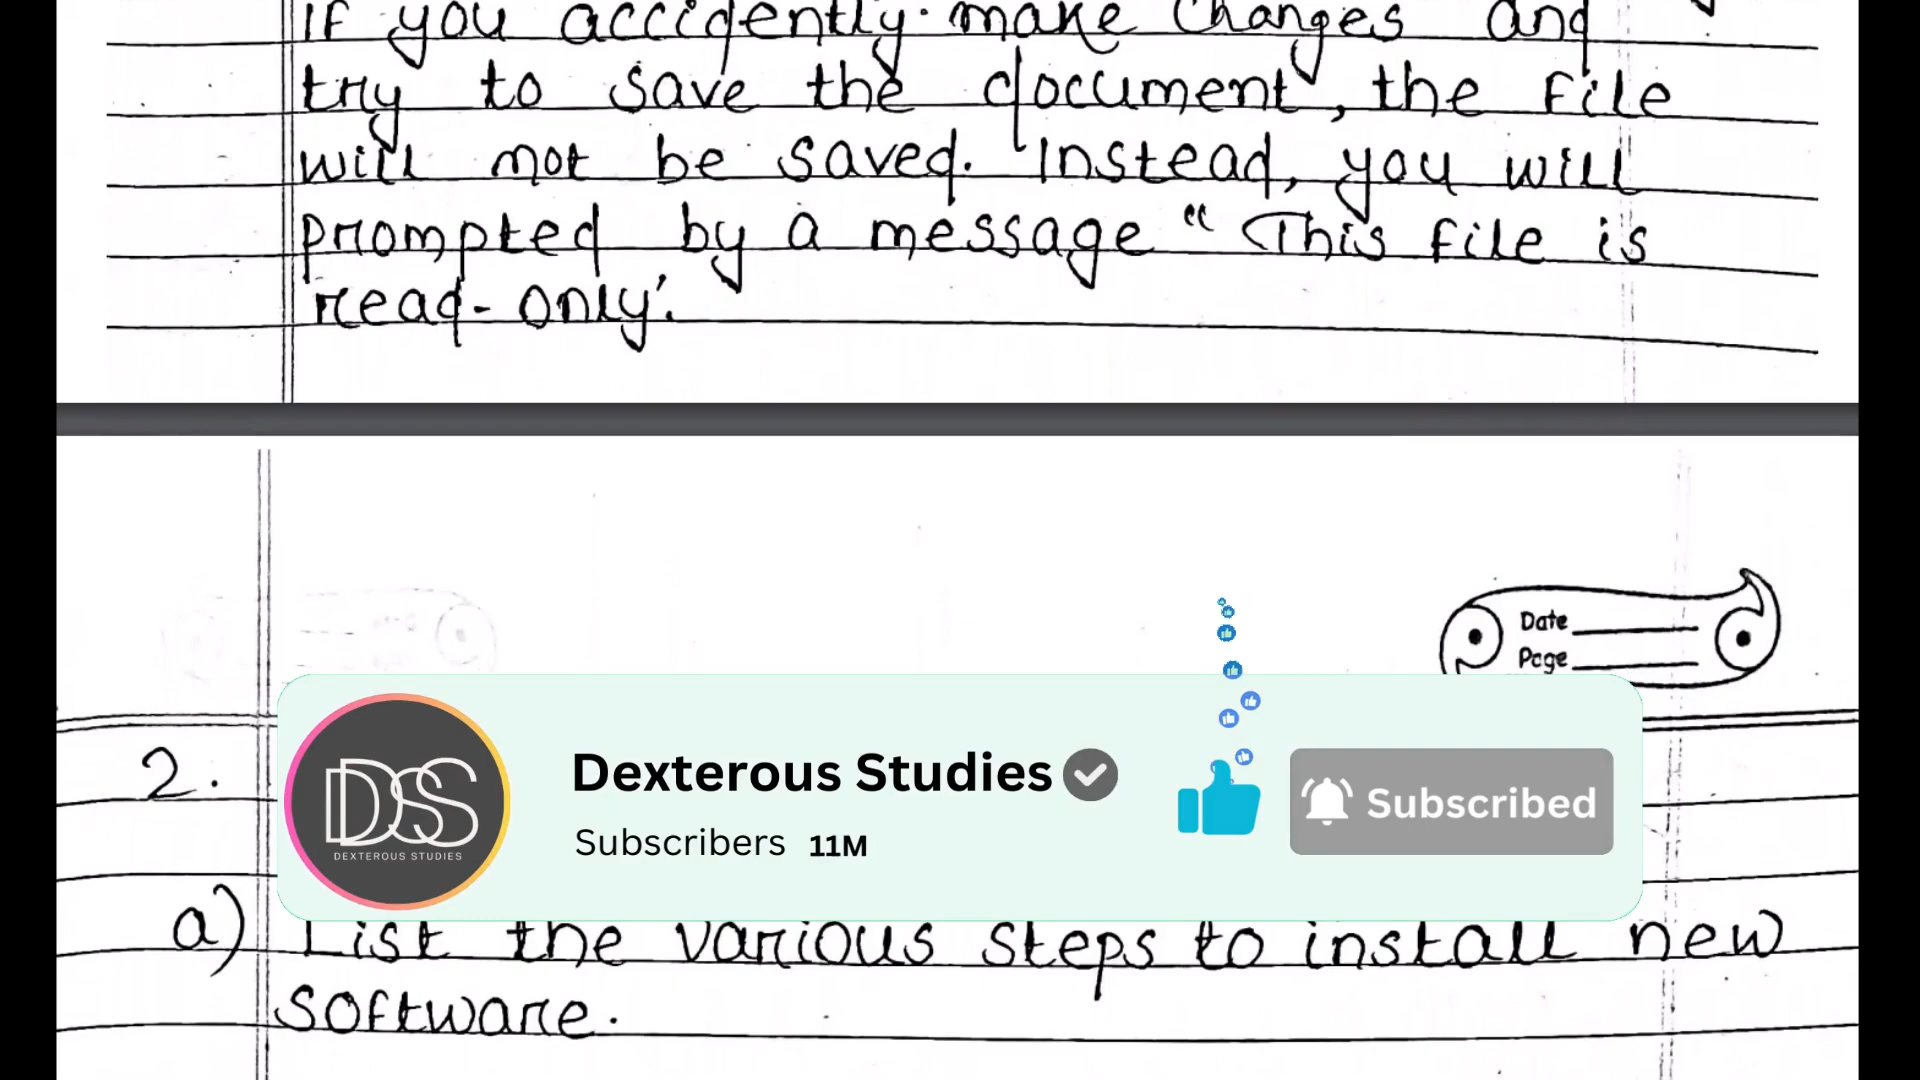 If you accidently make changes and
try to save the document, the file
will not be saved. Instead, you will
prompted by a message “This file is
read-only'.
Date
Page
2.
DSS
DEXTEROUS STUDIES
Dexterous Studies
Subscribers 11M
Subscribed
a) List the various steps to install new
software.